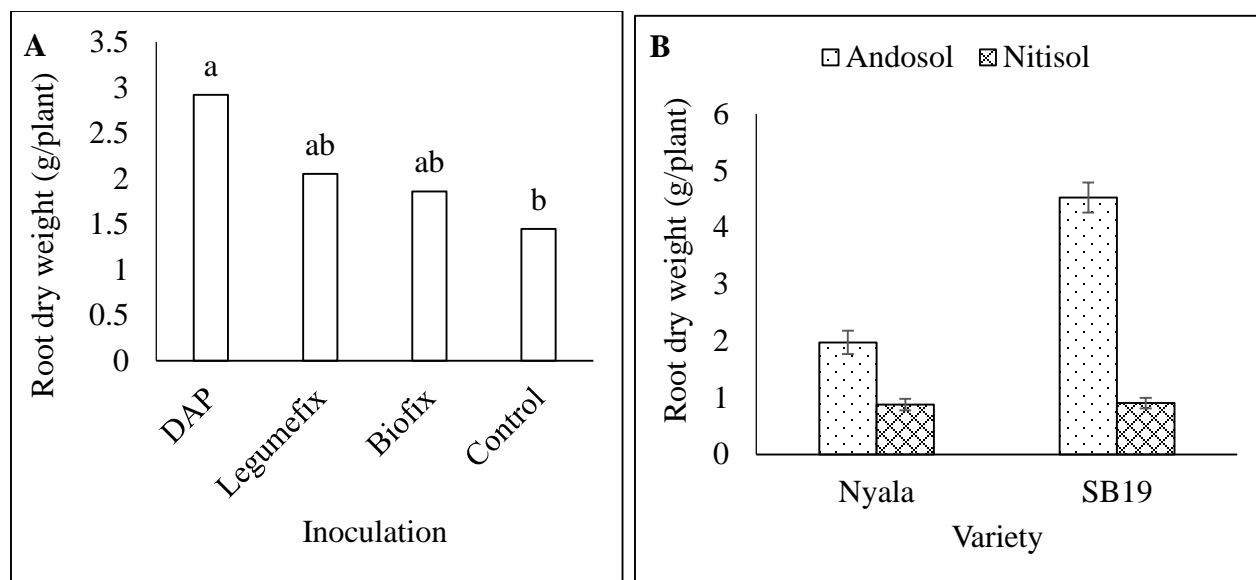 A
Root dry weight (g/plant)
3.5
3
2.5
2
1.5
1
0.5
0
a
ab
ab
b
DAP
Legumefix
Biofix
Control
Inoculation
B
Andosol
Nitisol
Root dry weight (g/plant)
6
5
4
3
2
1
0
Nyala
SB19
Variety